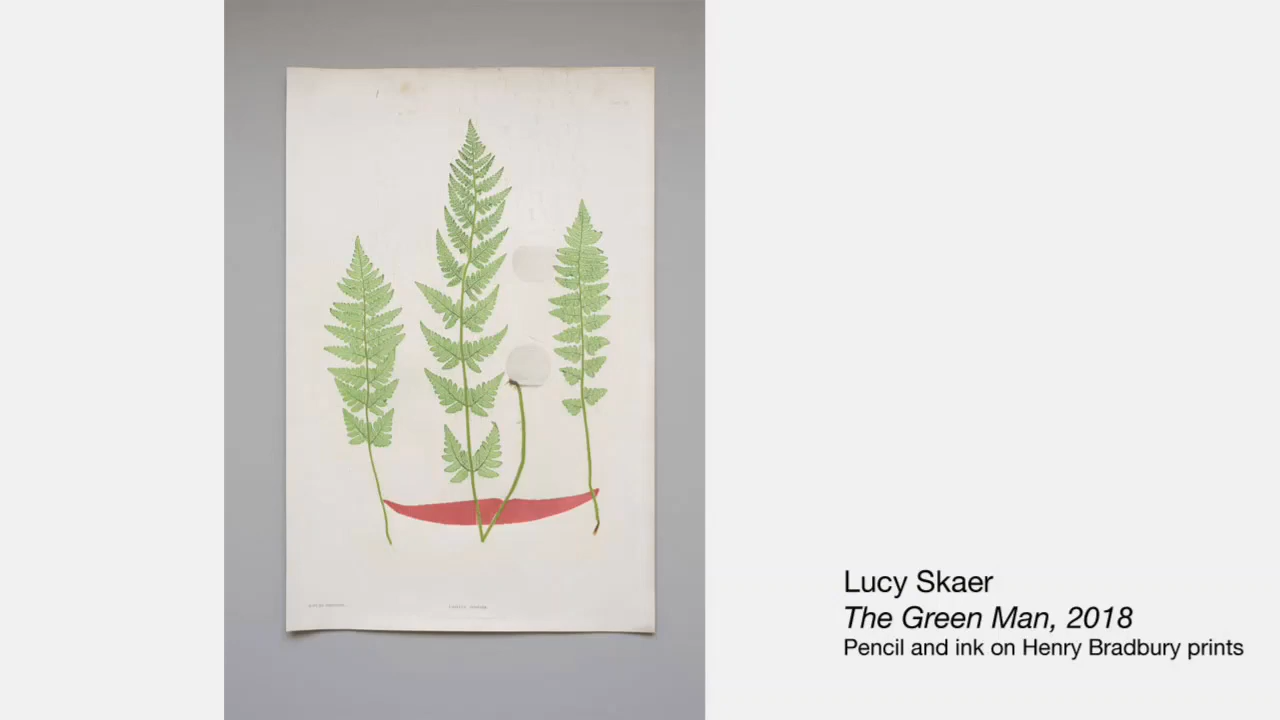 Lucy Skaer
The Green Man, 2018
Pencil and ink on Henry Bradbury prints